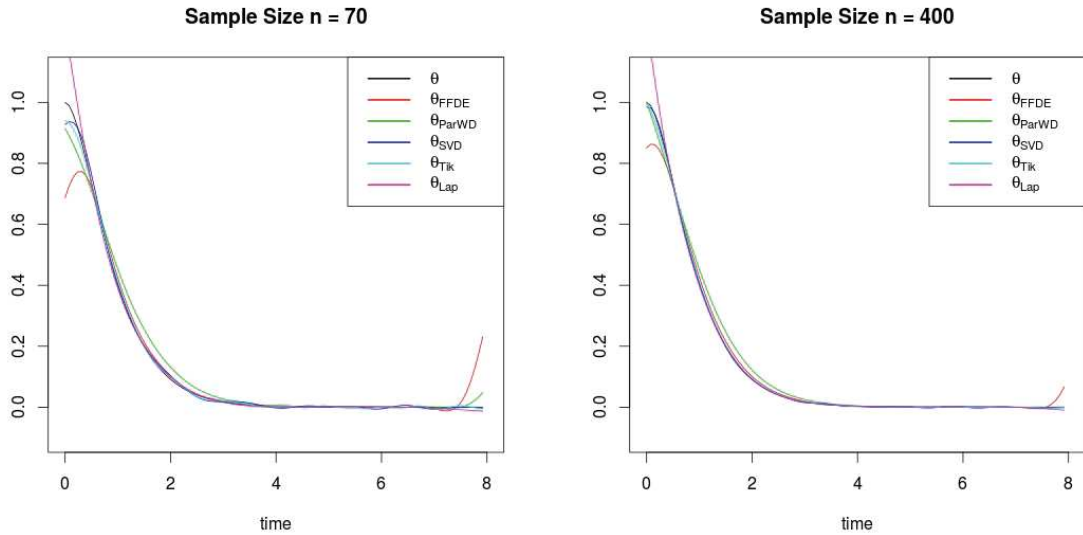 Sample Size n = 70
1.0
0.8
0.6
0.4
0.2
0.0
0 2 4 6 8
time
θ
θFFDE
θParWD
θSVD
θTik
θLap
Sample Size n = 400
1.0
0.8
0.6
0.4
0.2
0.0
0 2 4 6 8
time
θ
θFFDE
θParWD
θSVD
θTik
θLap